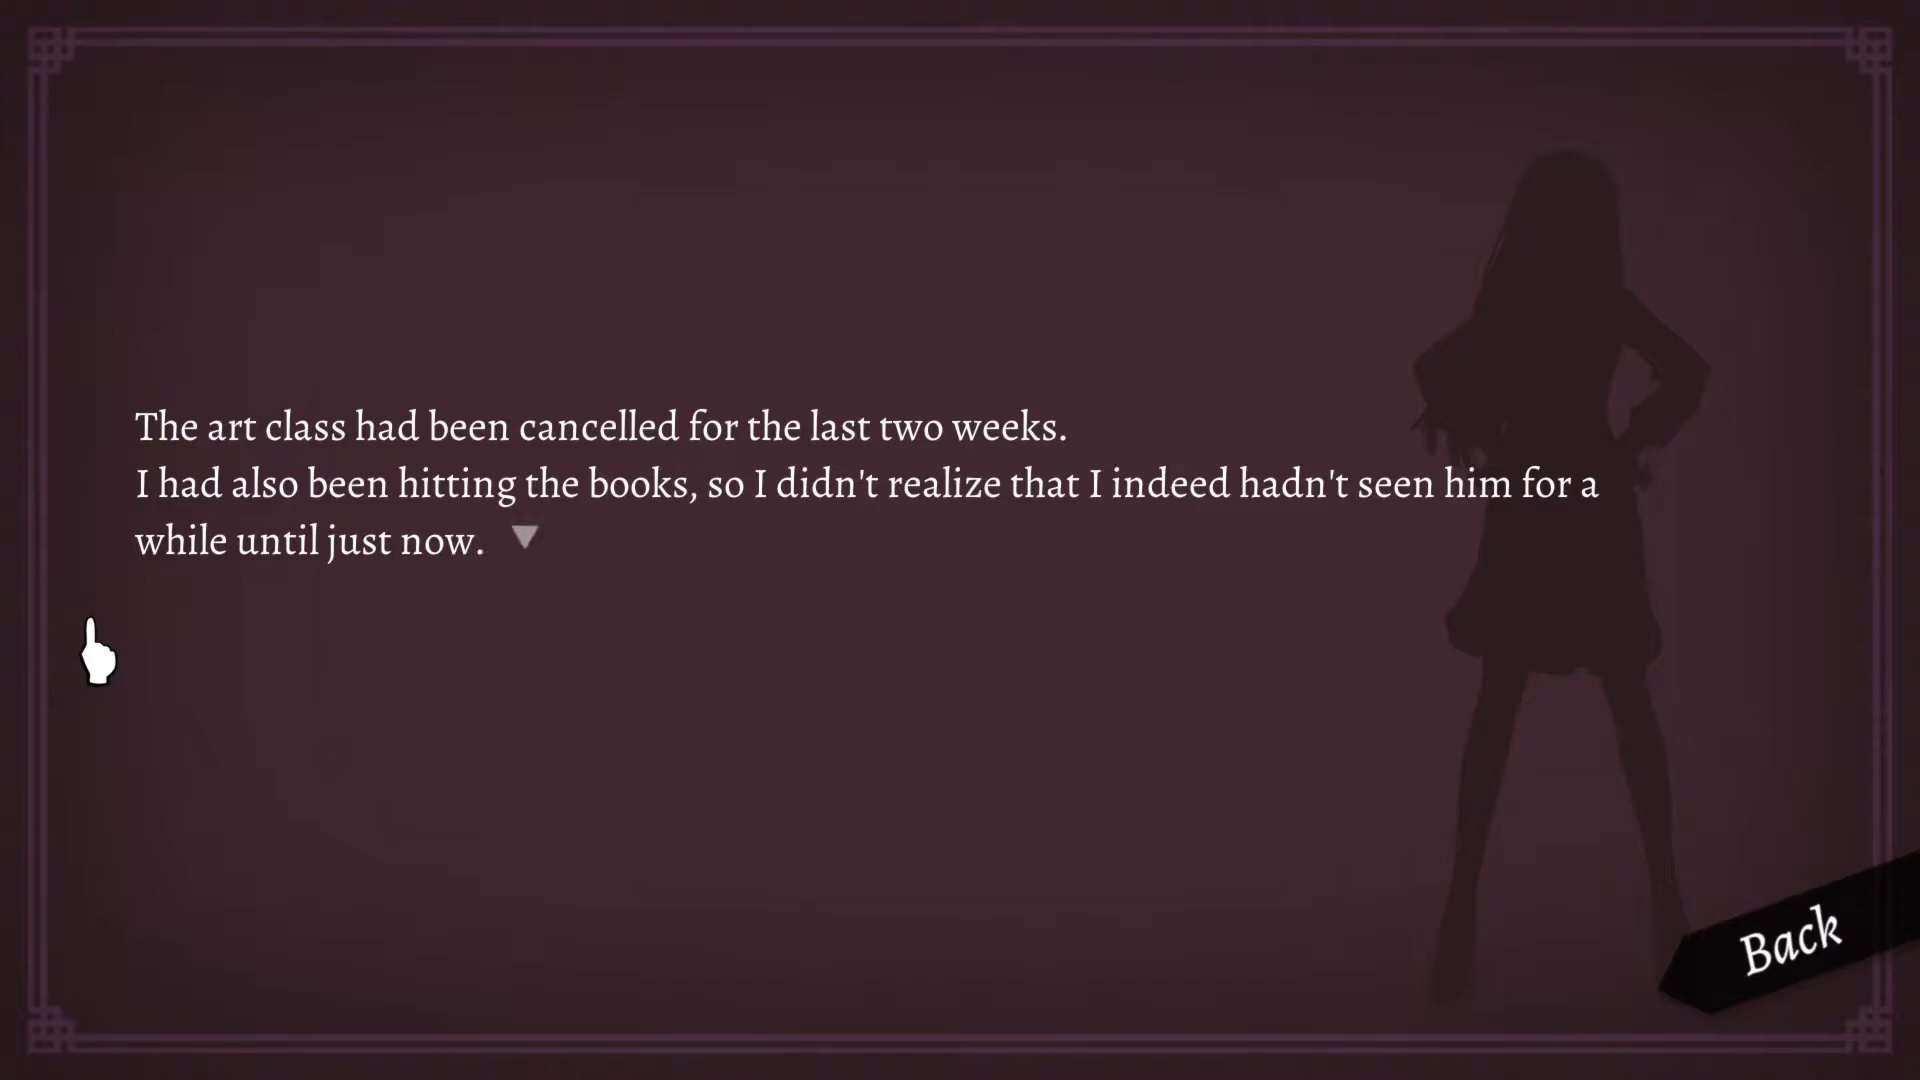 The art class had been cancelled for the last two weeks.
I had also been hitting the books, so I didn't realize that I indeed hadn't seen him for a
while until just now.
Back